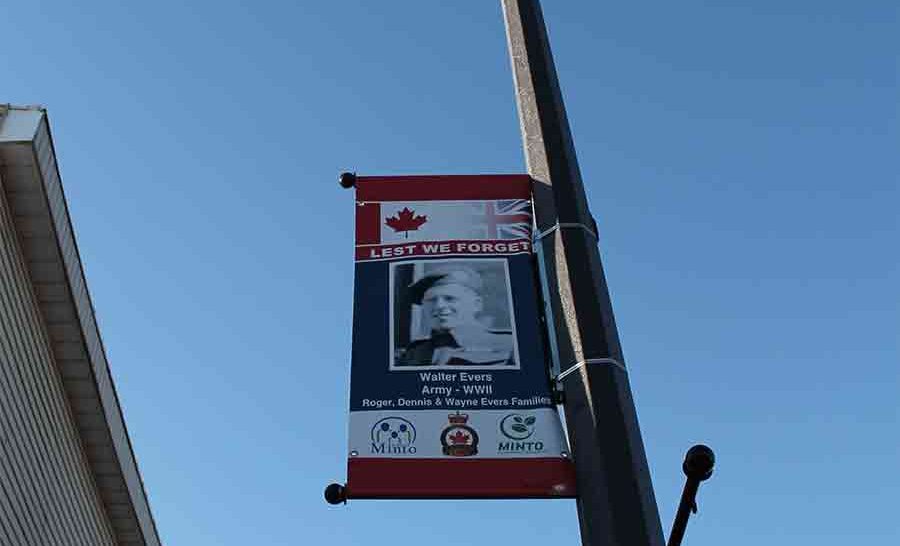 LEST WE FORGET
Walter Evers
Army - WWII
Roger, Dennis & Wayne Evers Families
Minto
MINTO